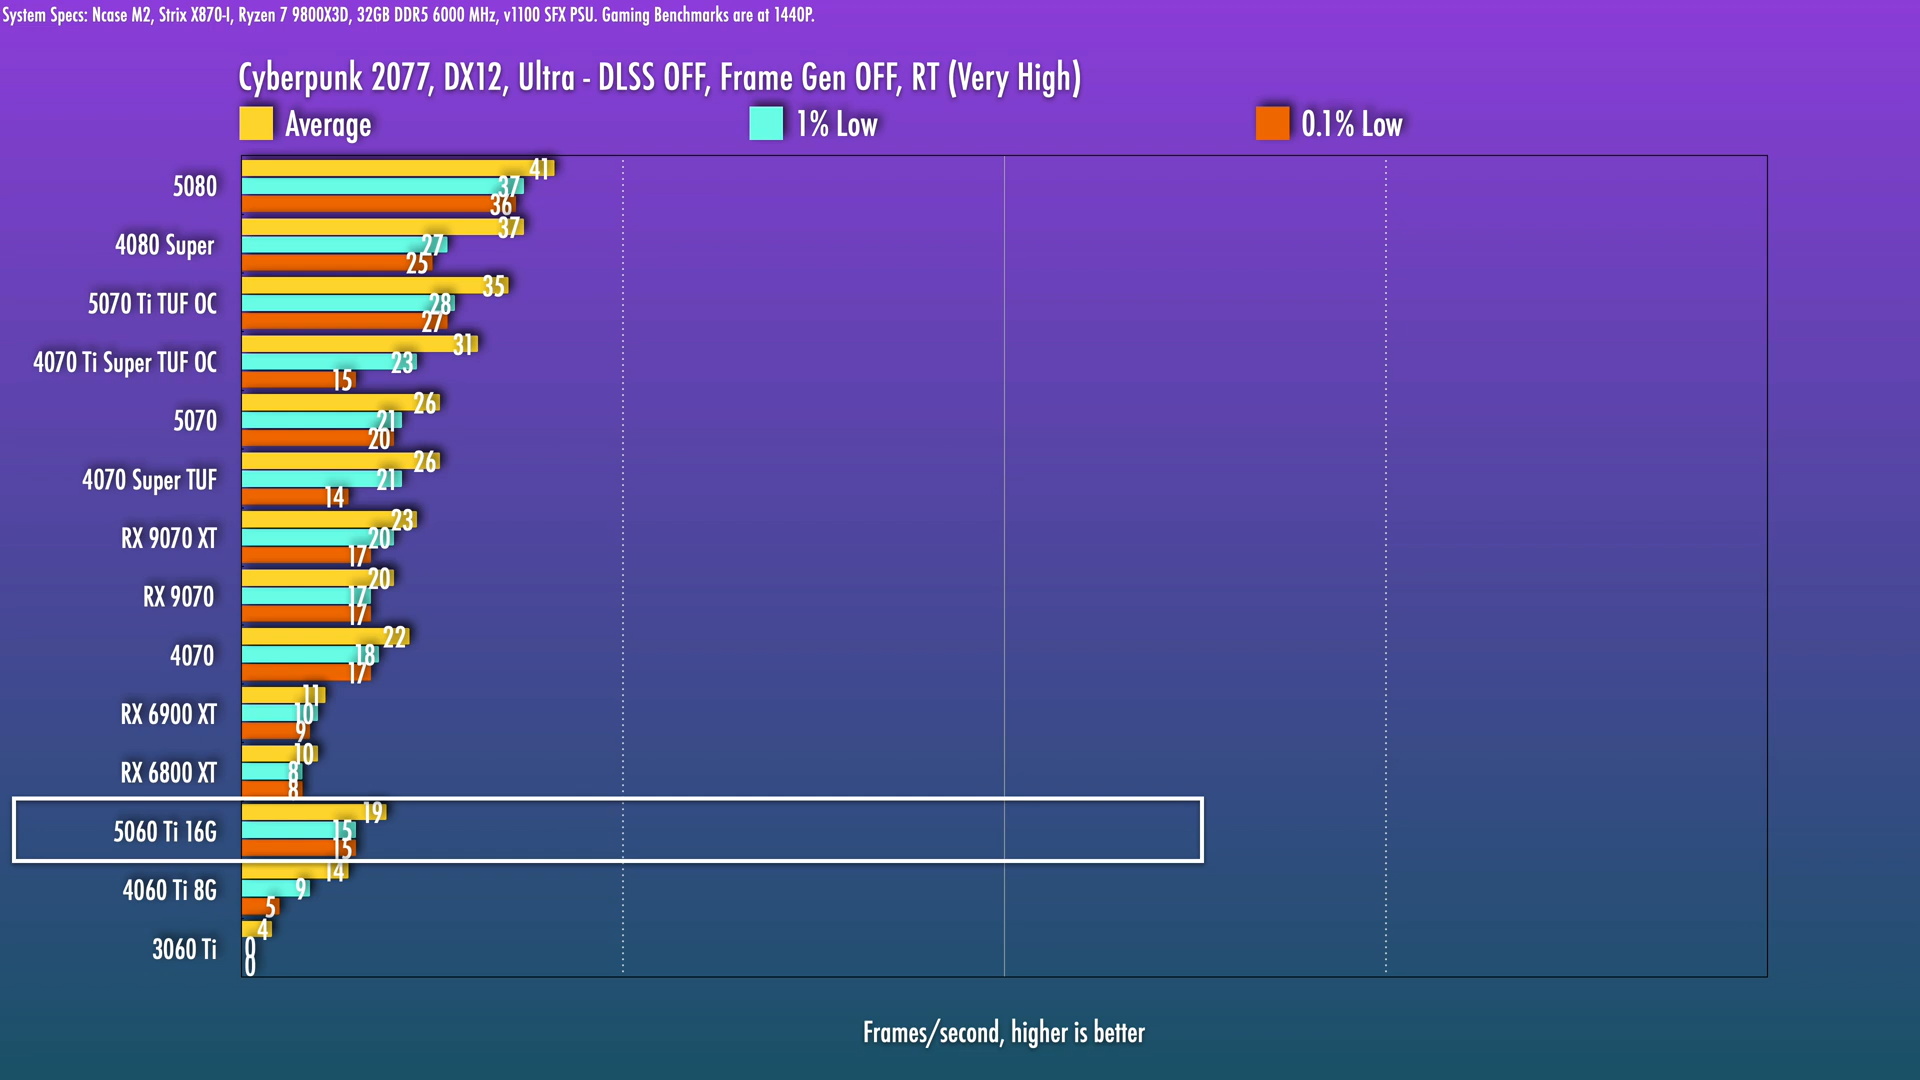 System Specs: Ncase M2, Strix X870-I, Ryzen 7 9800X3D, 32GB DDR5 6000 MHz, v1100 SFX PSU. Gaming Benchmarks are at 1440P.
Cyberpunk 2077, DX12, Ultra - DLSS OFF, Frame Gen OFF, RT (Very High)
Average 1% Low 0.1% Low
41
5080 37
36
37
4080 Super 27
25
35
5070 Ti TUF OC 28
27
31
4070 Ti Super TUF OC 23
15
26
5070 21
20
26
4070 Super TUF 21
14
23
RX 9070 XT 20
17
20
RX 9070 17
17
22
4070 18
17
11
RX 6900 XT 10
9
10
RX 6800 XT 8
8
19
5060 Ti 16G 15
15
14
4060 Ti 8G 9
5
4
3060 Ti 0
0
Frames/second, higher is better